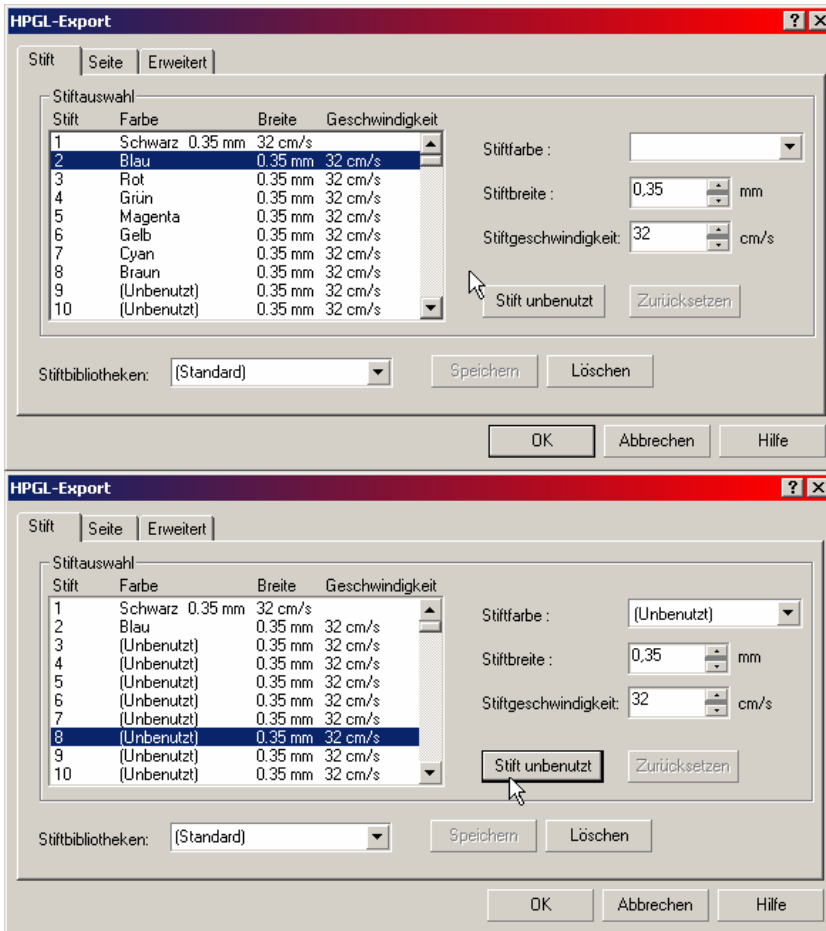 HPGL-Export
Stift Seite Erweitert
Stiftauswahl
Stift Farbe Breite Geschwindigkeit
1 Schwarz 0.35 mm 32 cm/s
2 Blau 0.35 mm 32 cm/s
3 Rot 0.35 mm 32 cm/s
4 Grün 0.35 mm 32 cm/s
5 Magenta 0.35 mm 32 cm/s
6 Gelb 0.35 mm 32 cm/s
7 Cyan 0.35 mm 32 cm/s
8 Braun 0.35 mm 32 cm/s
9 (Unbenutzt) 0.35 mm 32 cm/s
10 (Unbenutzt) 0.35 mm 32 cm/s
Stiftfarbe :
Stiftbreite : 0,35 mm
Stiftgeschwindigkeit: 32 cm/s
Stift unbenutzt Zurücksetzen
Stiftbibliotheken: (Standard) Speichern Löschen
OK Abbrechen Hilfe
HPGL-Export
Stift Seite Erweitert
Stiftauswahl
Stift Farbe Breite Geschwindigkeit
1 Schwarz 0.35 mm 32 cm/s
2 Blau 0.35 mm 32 cm/s
3 (Unbenutzt) 0.35 mm 32 cm/s
4 (Unbenutzt) 0.35 mm 32 cm/s
5 (Unbenutzt) 0.35 mm 32 cm/s
6 (Unbenutzt) 0.35 mm 32 cm/s
7 (Unbenutzt) 0.35 mm 32 cm/s
8 (Unbenutzt) 0.35 mm 32 cm/s
9 (Unbenutzt) 0.35 mm 32 cm/s
10 (Unbenutzt) 0.35 mm 32 cm/s
Stiftfarbe : (Unbenutzt)
Stiftbreite : 0,35 mm
Stiftgeschwindigkeit: 32 cm/s
Stift unbenutzt Zurücksetzen
Stiftbibliotheken: (Standard) Speichern Löschen
OK Abbrechen Hilfe